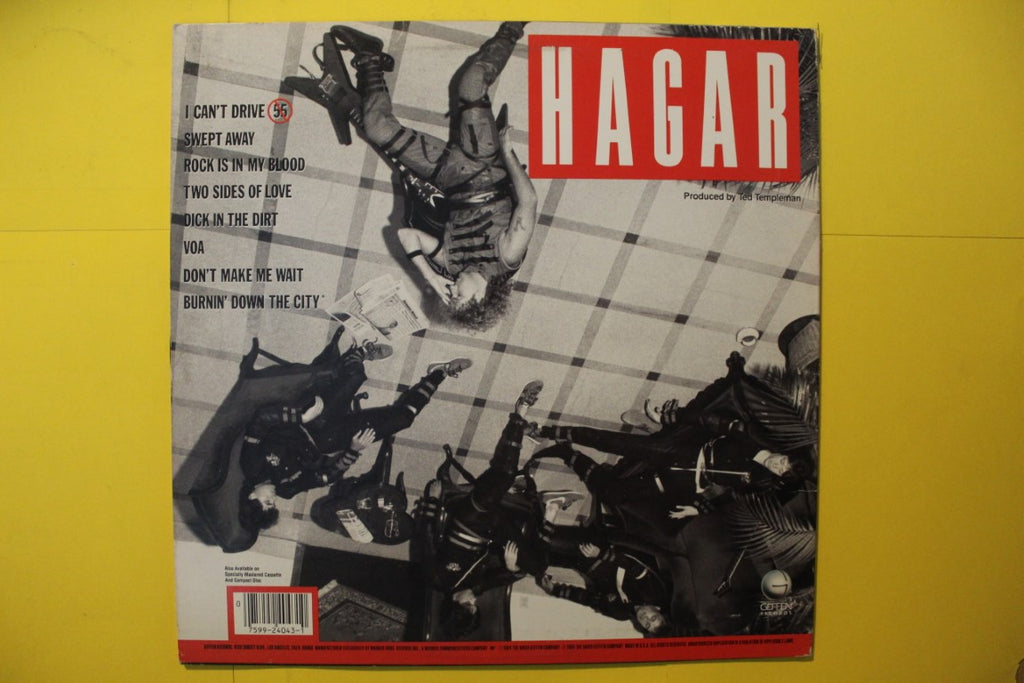 HAGAR
I CAN'T DRIVE 55
SWEPT AWAY
ROCK IS IN MY BLOOD
TWO SIDES OF LOVE
DICK IN THE DIRT
VOA
DON'T MAKE ME WAIT
BURNIN' DOWN THE CITY
Produced by Ted Templeman
Also Available on
Specially Mastered Cassette
And Compact Disc
0
7599-24043-1
GEFFEN
RECORDS